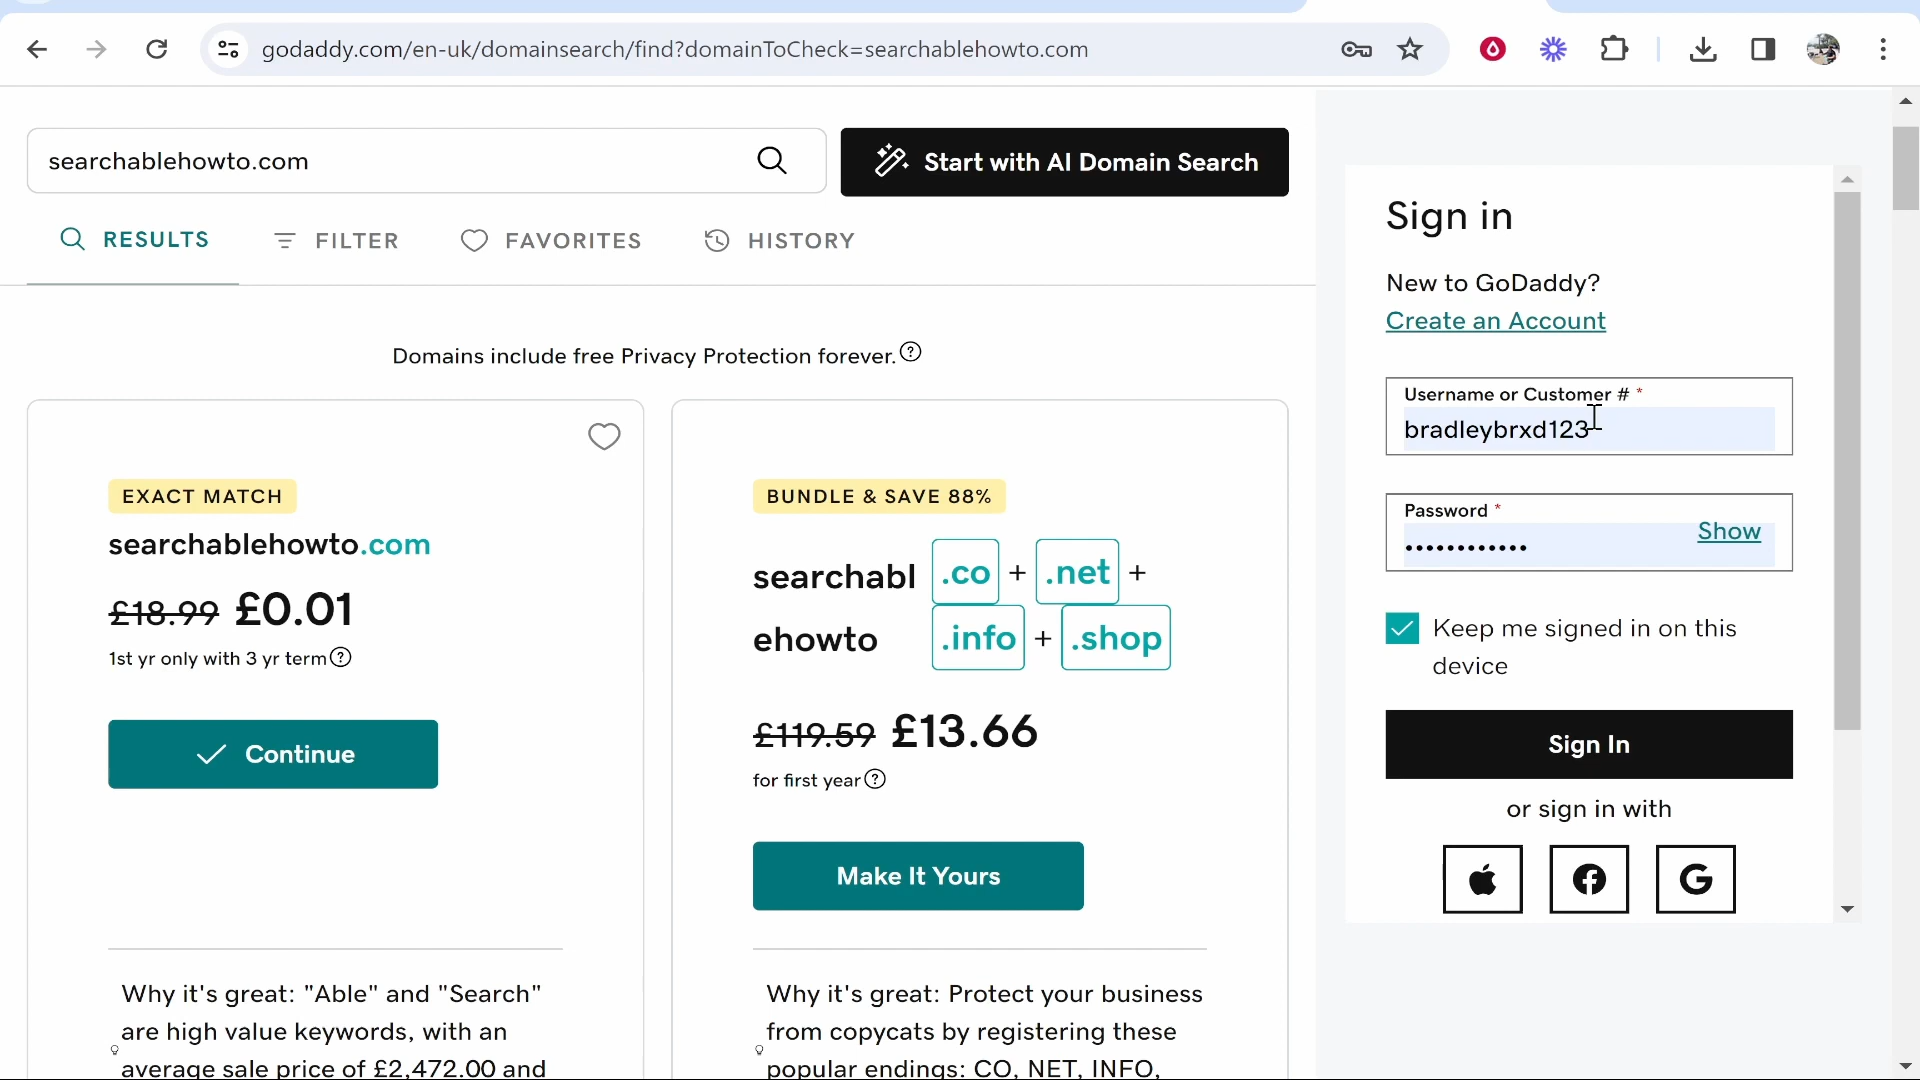 godaddy.com/en-uk/domainsearch/find?domainToCheck=searchablehowto.com
searchablehowto.com
Start with AI Domain Search
RESULTS
FILTER
FAVORITES
HISTORY
Domains include free Privacy Protection forever.
EXACT MATCH
searchablehowto.com
£18.99 £0.01
1st yr only with 3 yr term
Continue
Why it's great: "Able" and "Search"
are high value keywords, with an
average sale price of £2,472.00 and
BUNDLE & SAVE 88%
searchabl
ehowto
.co + .net +
.info + .shop
£119.59 £13.66
for first year
Make It Yours
Why it's great: Protect your business
from copycats by registering these
popular endings: CO, NET, INFO,
Sign in
New to GoDaddy?
Create an Account
Username or Customer # *
bradleybrxd123
Password *
••••••••••••
Show
Keep me signed in on this
device
Sign In
or sign in with